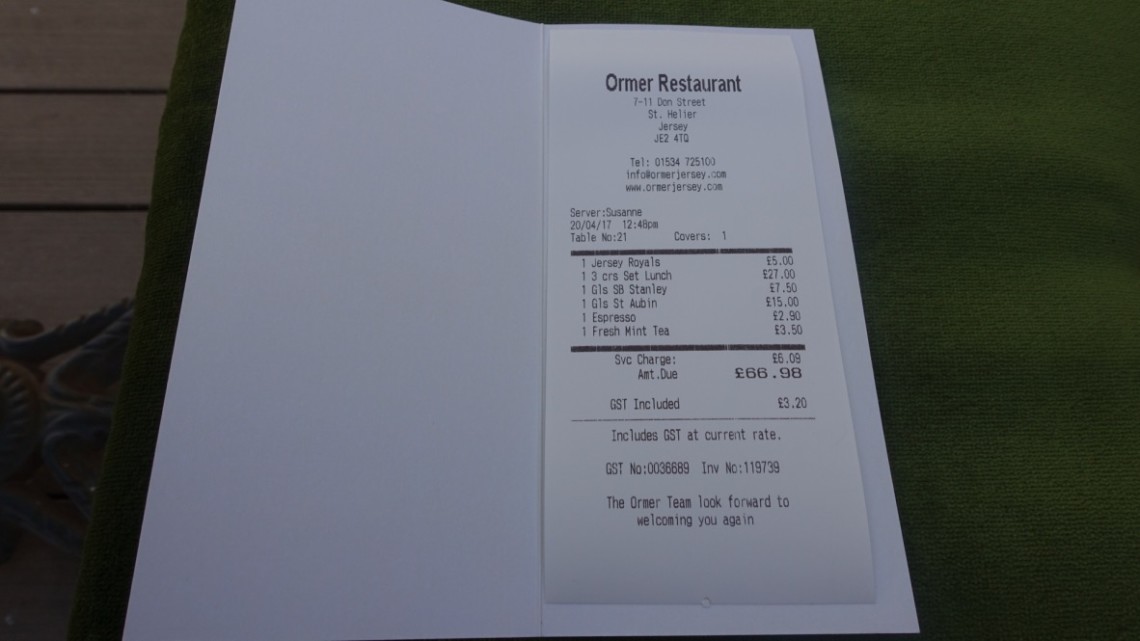 Ormer Restaurant
7-11 Don Street
St. Helier
Jersey
JE2 4TQ
Tel: 01534 725100
info@ormerjersey.com
www.ormerjersey.com
Server:Susanne
20/04/17 12:48pm
Table No:21 Covers: 1
1 Jersey Royals £5.00
1 3 crs Set Lunch £27.00
1 Gls SB Stanley £7.50
1 Gls St Aubin £15.00
1 Espresso £2.90
1 Fresh Mint Tea £3.50
Svc Charge: £6.09
Amt.Due £66.98
GST Included £3.20
Includes GST at current rate.
GST No:0036689 Inv No:119739
The Ormer Team look forward to
welcoming you again